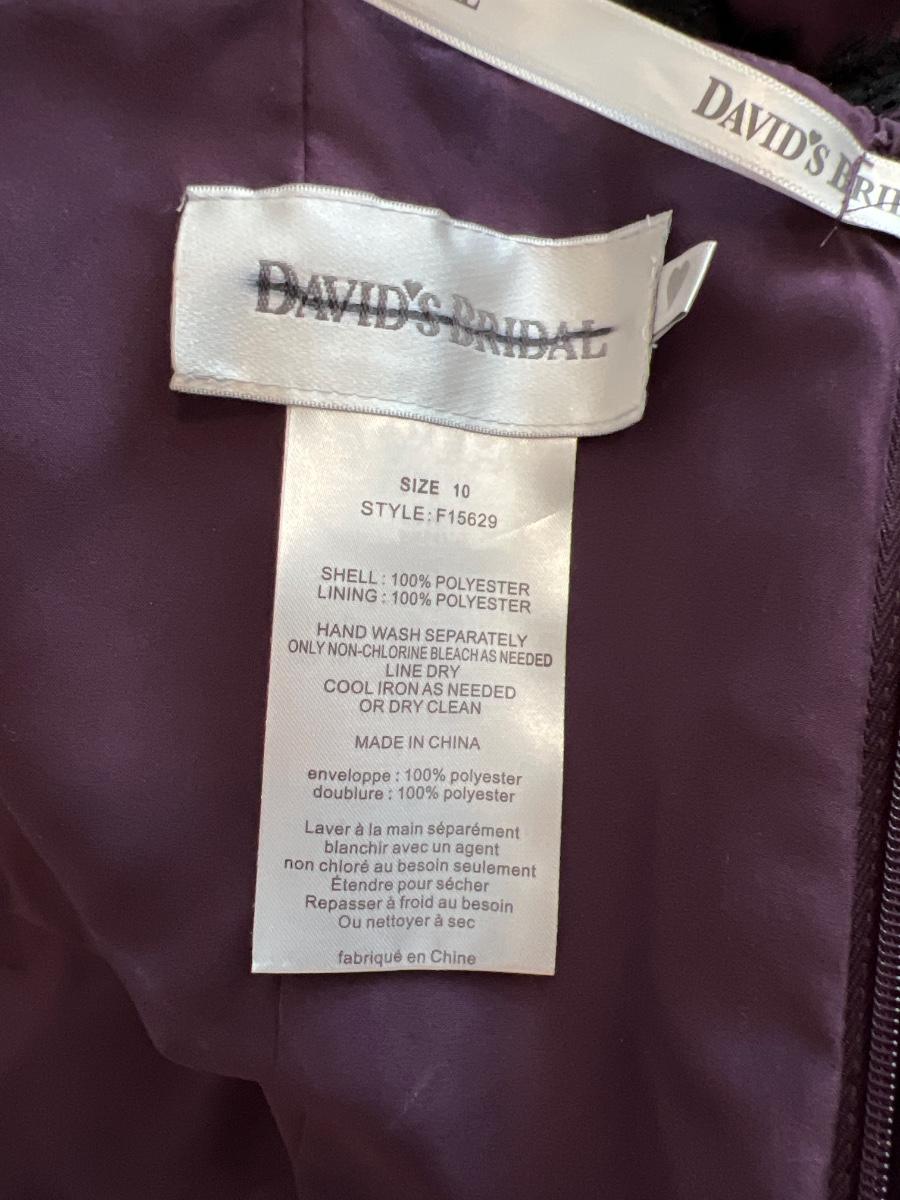 DAVID'S BRI
DAVID'S BRIDAL
SIZE 10
STYLE: F15629
SHELL : 100% POLYESTER
LINING : 100% POLYESTER
HAND WASH SEPARATELY
ONLY NON-CHLORINE BLEACH AS NEEDED
LINE DRY
COOL IRON AS NEEDED
OR DRY CLEAN
MADE IN CHINA
enveloppe : 100% polyester
doublure : 100% polyester
Laver à la main séparément
blanchir avec un agent
non chloré au besoin seulement
Étendre pour sécher
Repasser à froid au besoin
Ou nettoyer à sec
fabriqué en Chine